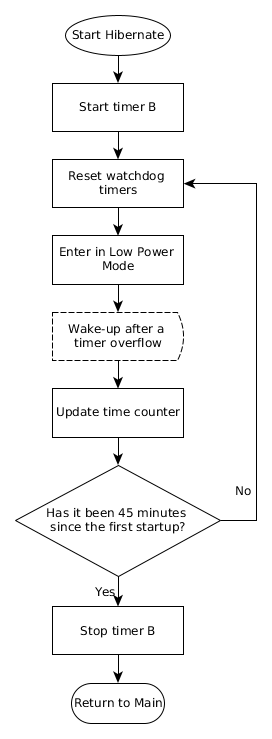 Start Hibernate
Start timer B
Reset watchdog
timers
Enter in Low Power
Mode
Wake-up after a
timer overflow
Update time counter
Has it been 45 minutes
since the first startup?
No
Yes
Stop timer B
Return to Main